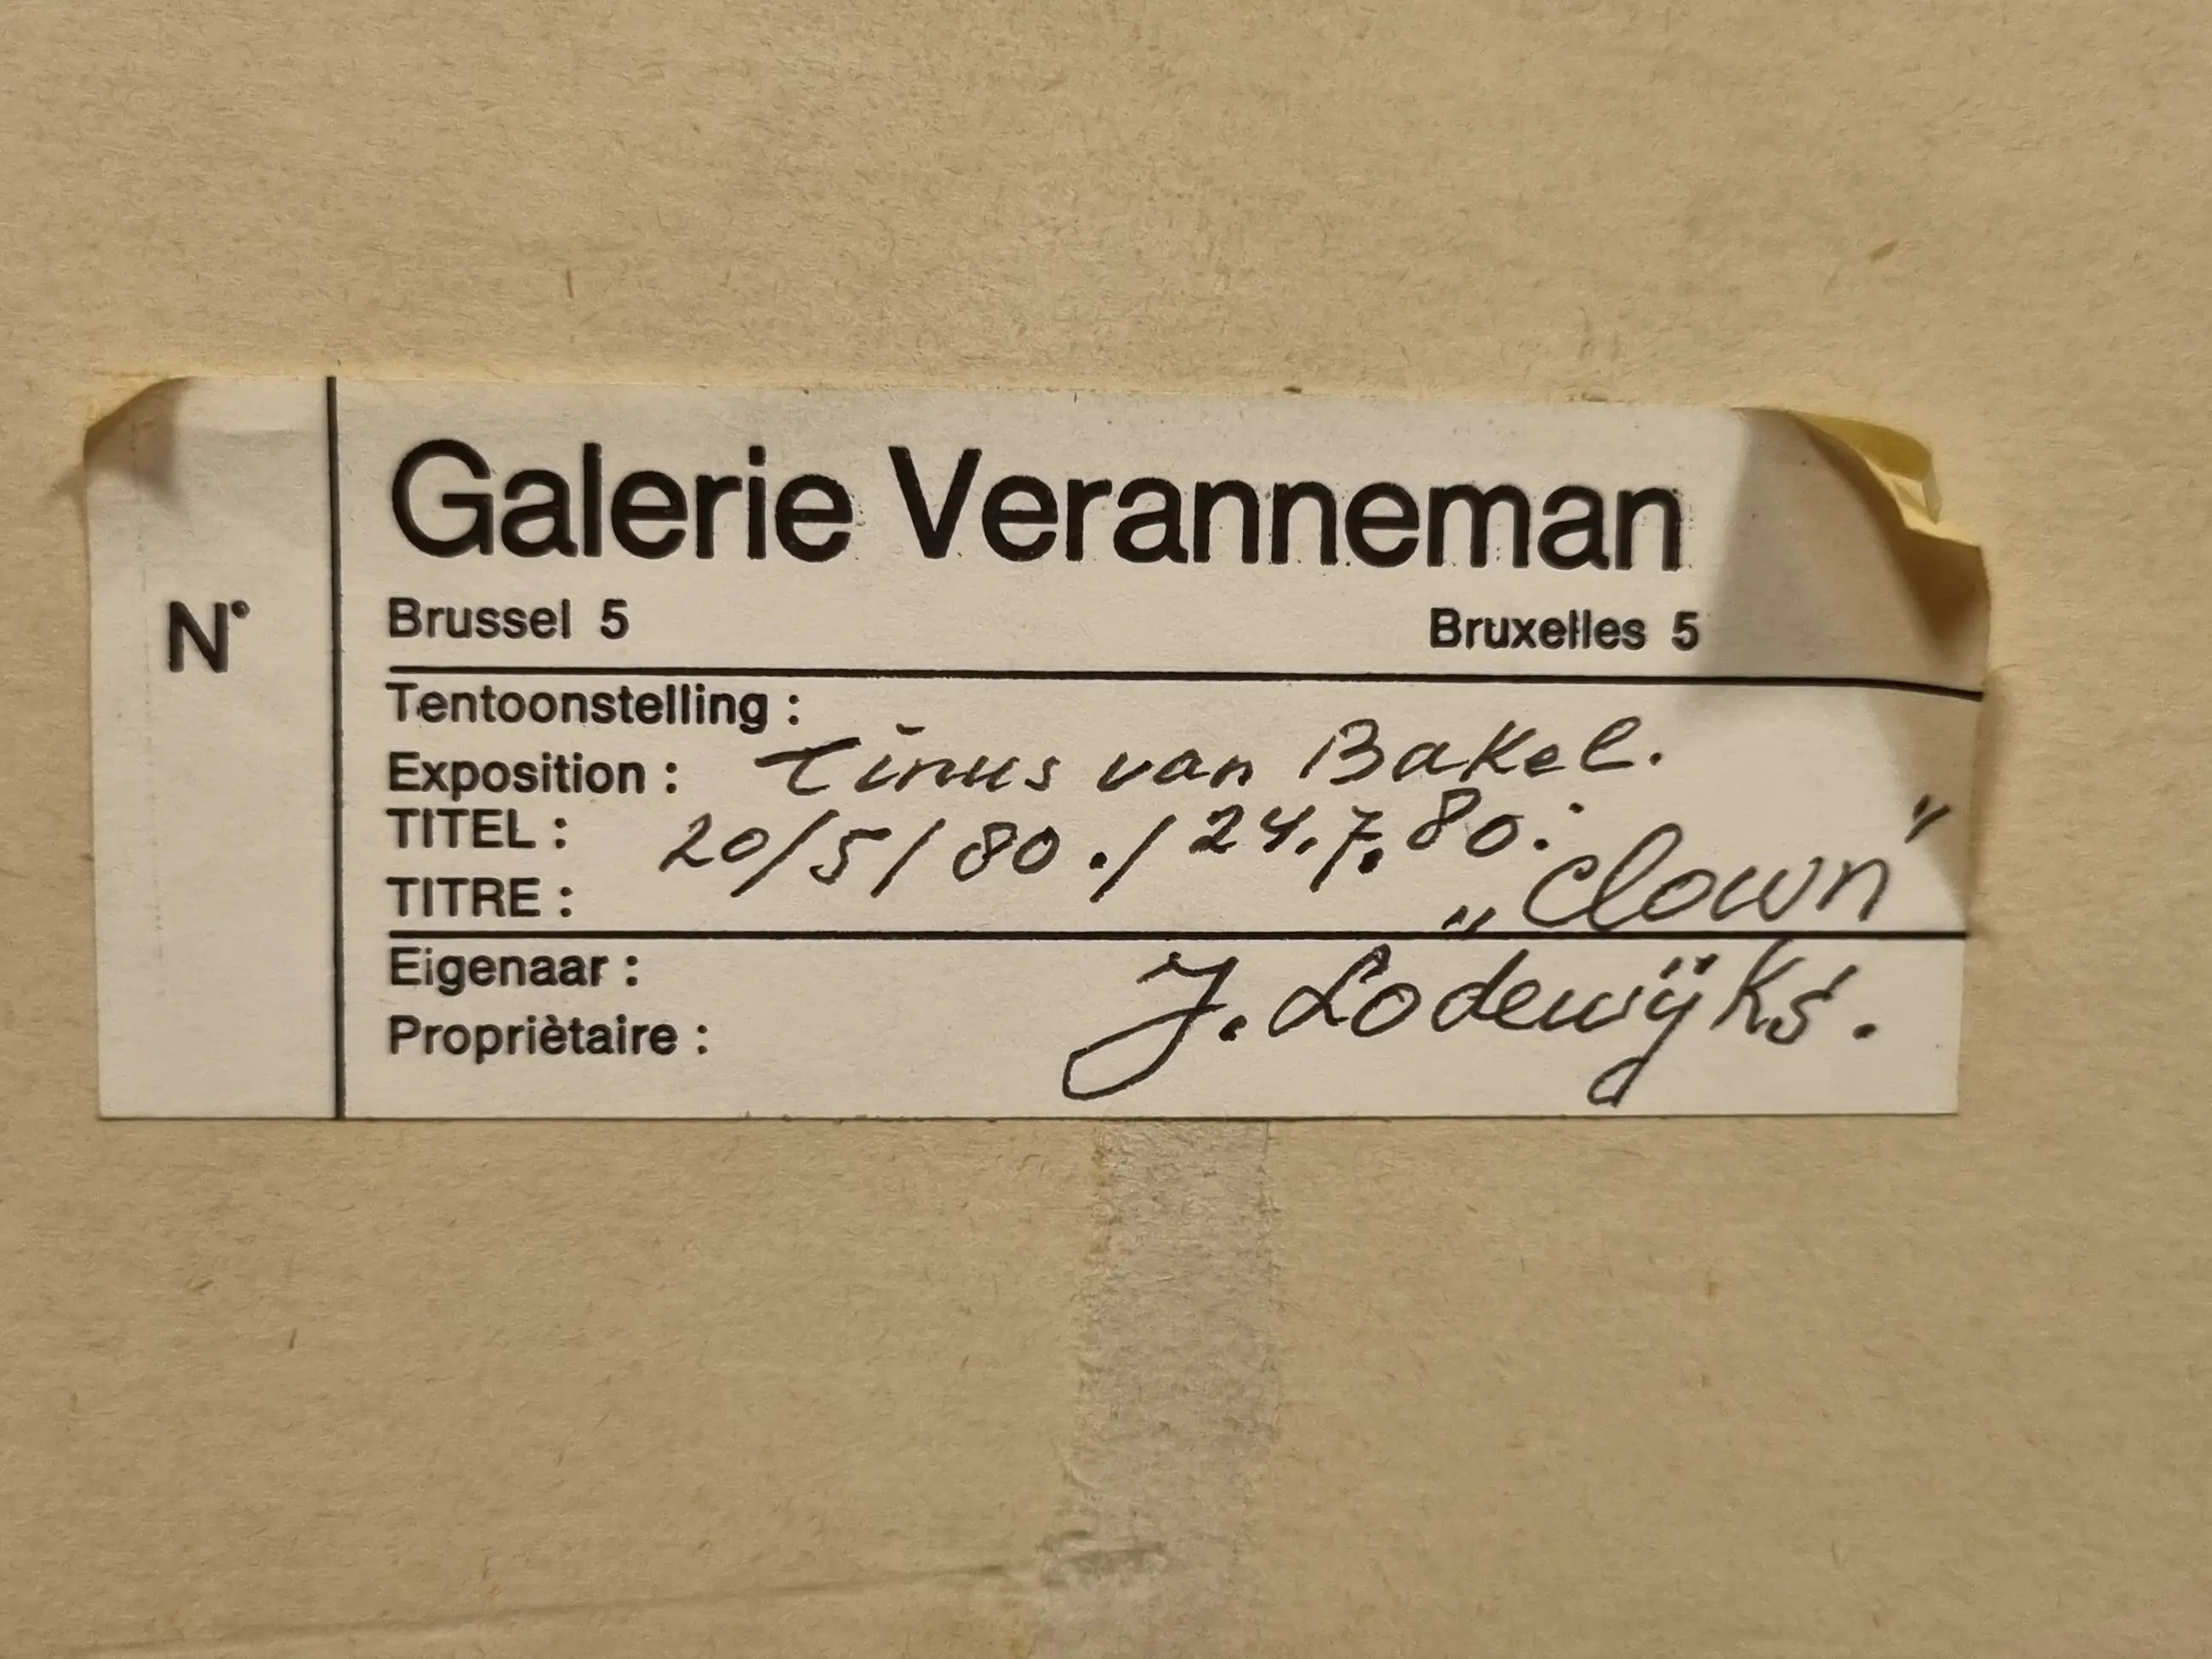 Galerie Veranneman
N° Brussel 5 Bruxelles 5
Tentoonstelling :
Exposition : Tinus van Bakel.
TITEL : 20/5/80./24.7.80.
TITRE : „Clown"
Eigenaar : J. Lodewÿks.
Propriètaire :